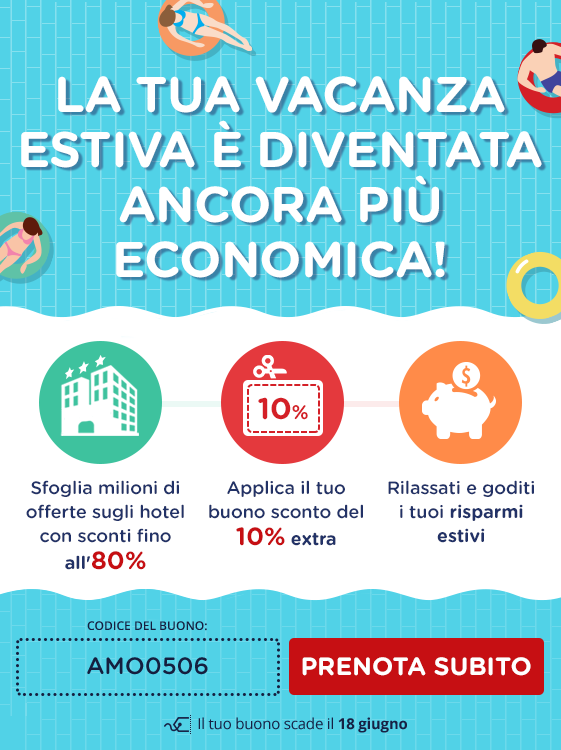 LA TUA VACANZA
ESTIVA È DIVENTATA
ANCORA PIÙ
ECONOMICA!
10%
$
Sfoglia milioni di
offerte sugli hotel
con sconti fino
all'80%
Applica il tuo
buono sconto del
10% extra
Rilassati e goditi
i tuoi risparmi
estivi
CODICE DEL BUONO:
AMO0506
PRENOTA SUBITO
Il tuo buono scade il 18 giugno